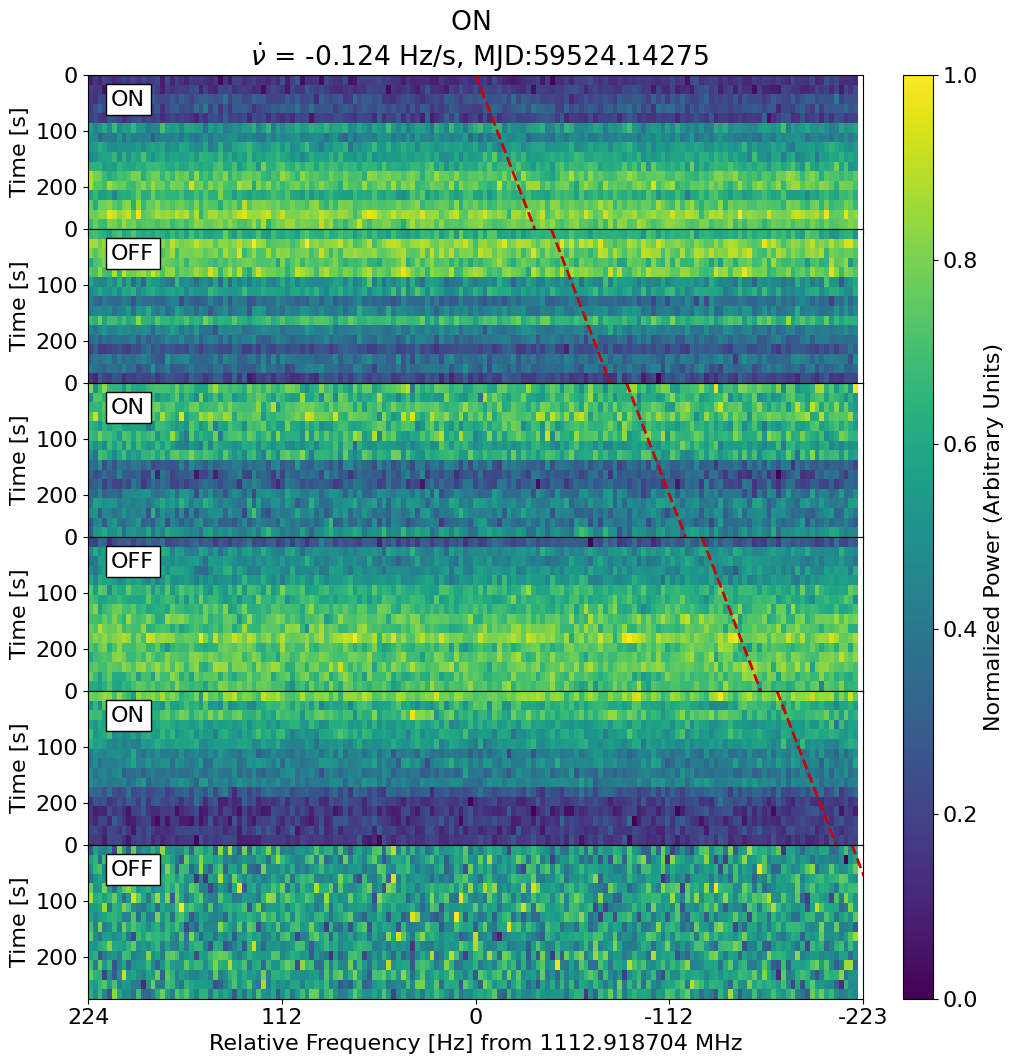 ON
ν̇ = -0.124 Hz/s, MJD:59524.14275
0
ON
100
200
Time [s]
0
OFF
100
200
Time [s]
0
ON
100
200
Time [s]
0
OFF
100
200
Time [s]
0
ON
100
200
Time [s]
0
OFF
100
200
Time [s]
224 112 0 -112 -223
Relative Frequency [Hz] from 1112.918704 MHz
1.0
0.8
0.6
0.4
0.2
0.0
Normalized Power (Arbitrary Units)